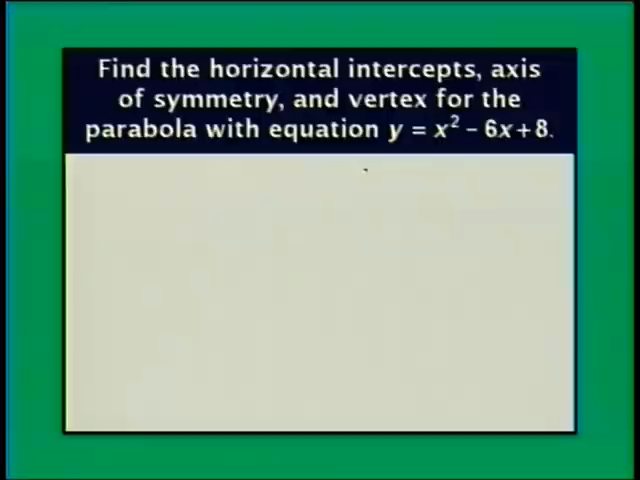 Find the horizontal intercepts, axis
of symmetry, and vertex for the
parabola with equation y = x² – 6x+8.